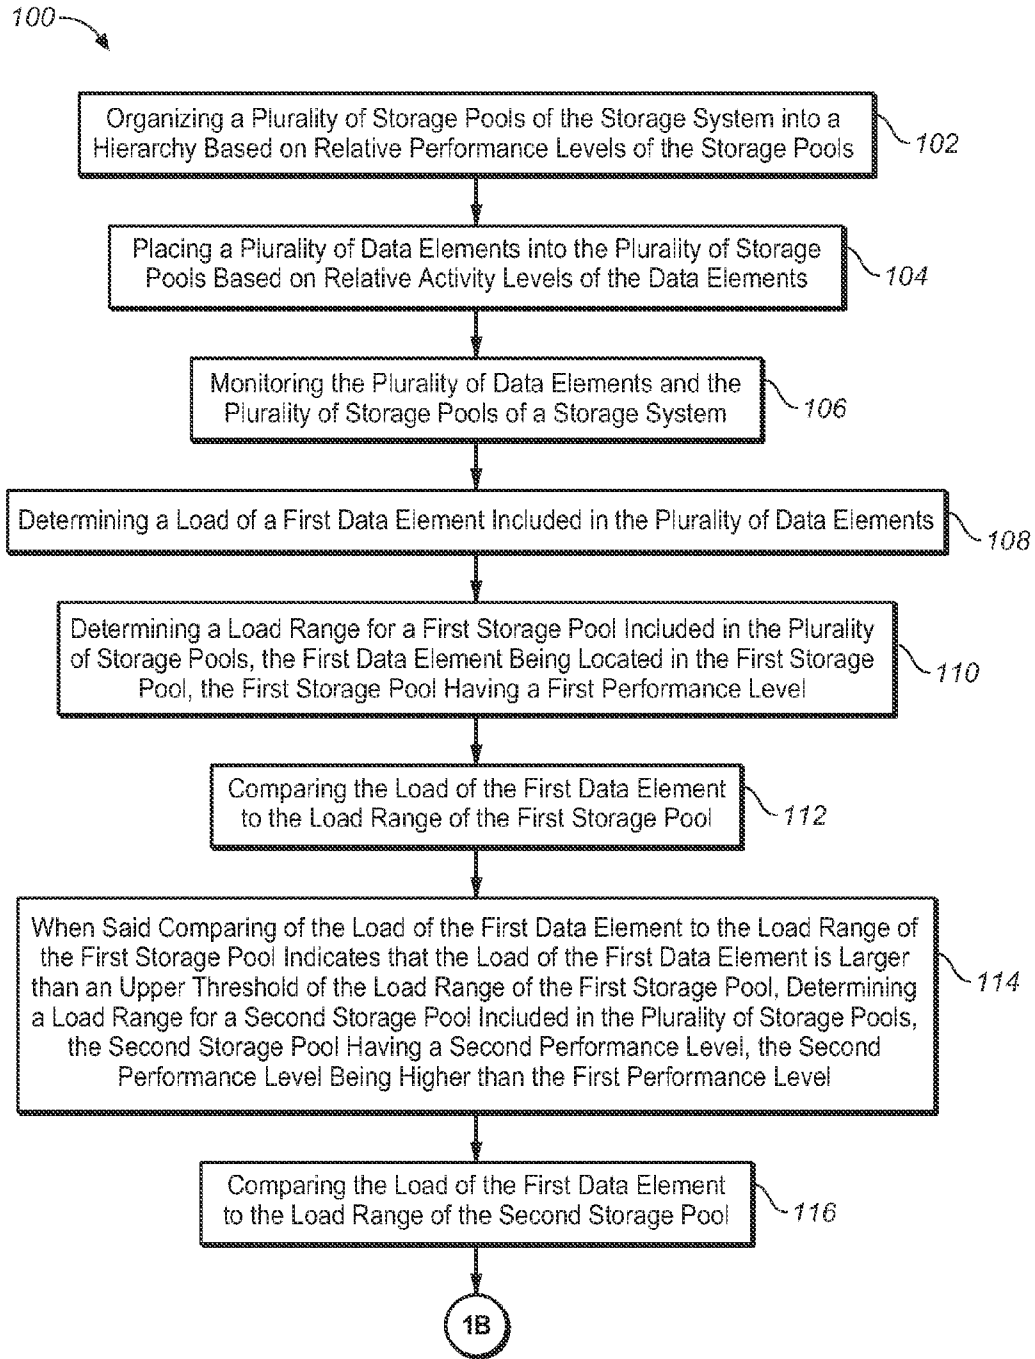 100
Organizing a Plurality of Storage Pools of the Storage System into a
Hierarchy Based on Relative Performance Levels of the Storage Pools
102
Placing a Plurality of Data Elements into the Plurality of Storage
Pools Based on Relative Activity Levels of the Data Elements
104
Monitoring the Plurality of Data Elements and the
Plurality of Storage Pools of a Storage System
106
Determining a Load of a First Data Element Included in the Plurality of Data Elements
108
Determining a Load Range for a First Storage Pool Included in the Plurality
of Storage Pools, the First Data Element Being Located in the First Storage
Pool, the First Storage Pool Having a First Performance Level
110
Comparing the Load of the First Data Element
to the Load Range of the First Storage Pool
112
When Said Comparing of the Load of the First Data Element to the Load Range of
the First Storage Pool Indicates that the Load of the First Data Element is Larger
than an Upper Threshold of the Load Range of the First Storage Pool, Determining
a Load Range for a Second Storage Pool Included in the Plurality of Storage Pools,
the Second Storage Pool Having a Second Performance Level, the Second
Performance Level Being Higher than the First Performance Level
114
Comparing the Load of the First Data Element
to the Load Range of the Second Storage Pool
116
1B